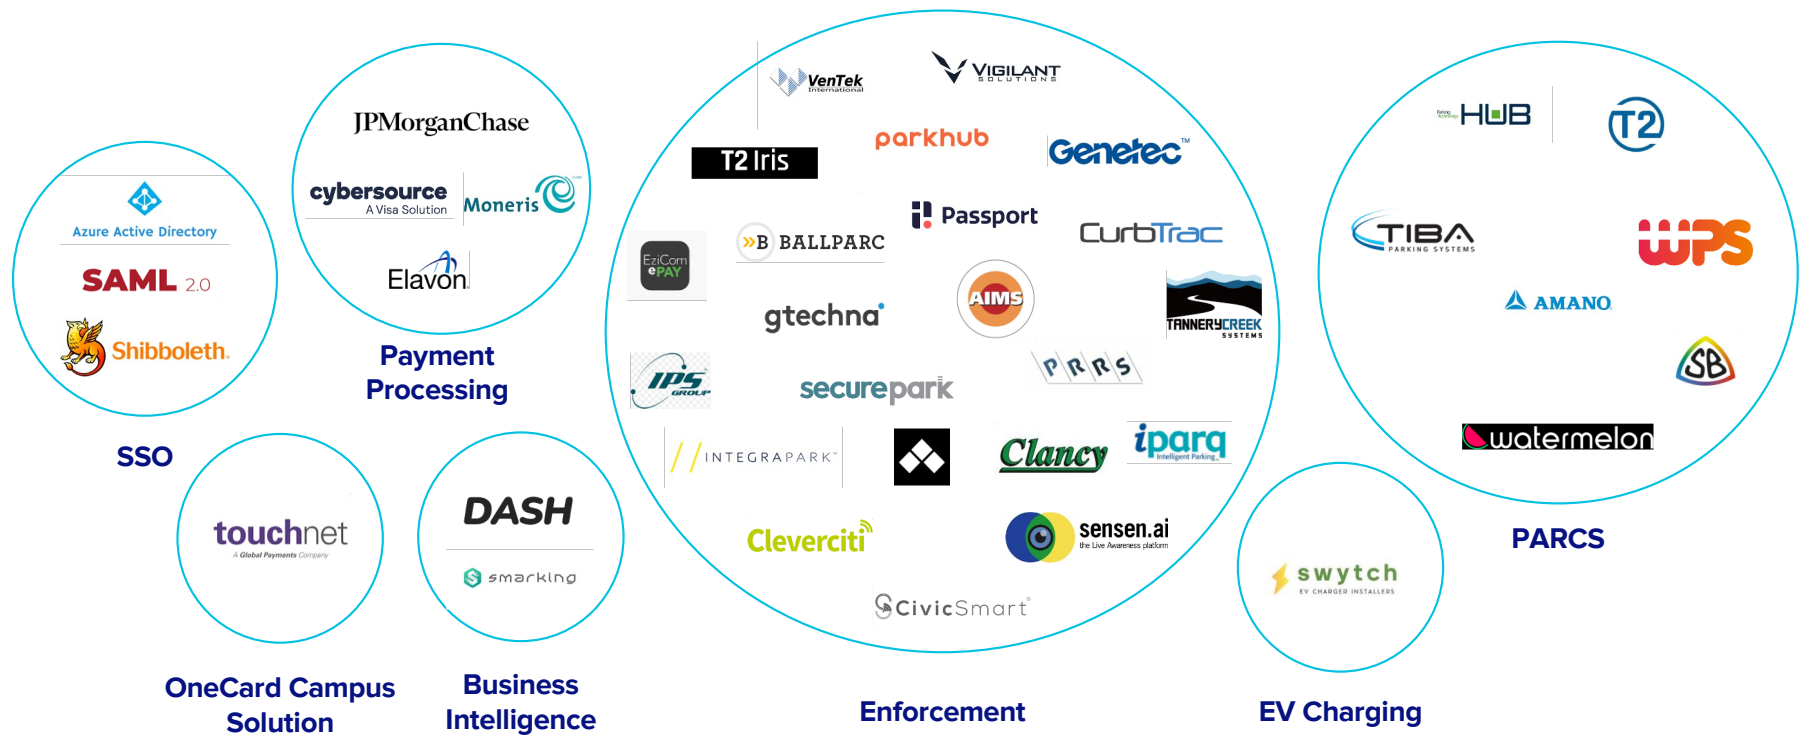 Azure Active Directory
SAML 2.0
Shibboleth
SSO
JPMorganChase
cybersource
A Visa Solution
Moneris
Elavon
Payment
Processing
touchnet
A Global Payments Company
OneCard Campus
Solution
DASH
smarking
Business
Intelligence
VenTek
International
VIGILANT
SOLUTIONS
parkhub
T2 Iris
Genetec™
Passport
CurbTrac
B BALLPARC
EziCom
ePAY
AIMS
gtechna
TANNERYCREEK
SYSTEMS
IPS
GROUP
securepark
PRRS
INTEGRAPARK
Clancy
iparq
Intelligent Parking
Cleverciti
sensen.ai
the Live Awareness platform
CivicSmart
Enforcement
swytch
EV CHARGER INSTALLERS
EV Charging
Parking
Technology
HUB
T2
TIBA
PARKING SYSTEMS
WPS
AMANO
SB
watermelon
PARCS